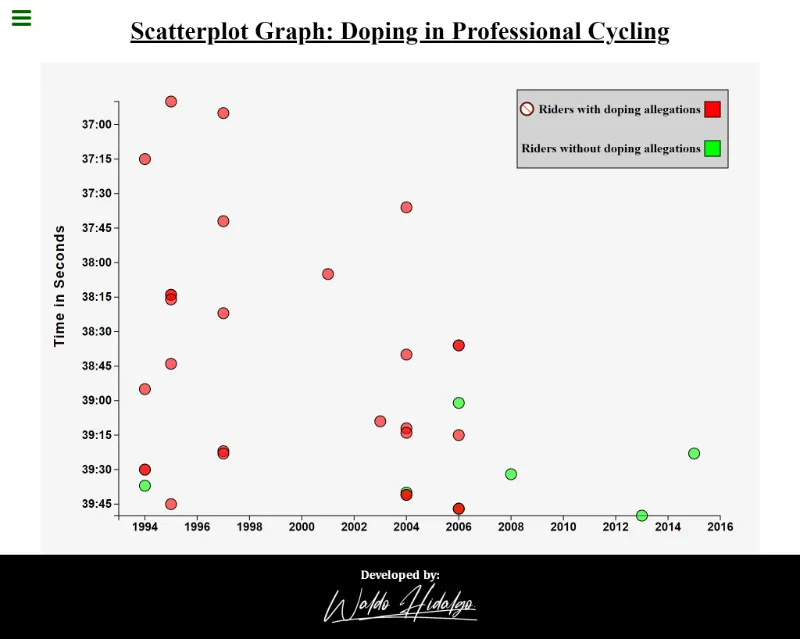 Scatterplot Graph: Doping in Professional Cycling
Riders with doping allegations
Riders without doping allegations
Time in Seconds
37:00
37:15
37:30
37:45
38:00
38:15
38:30
38:45
39:00
39:15
39:30
39:45
1994 1996 1998 2000 2002 2004 2006 2008 2010 2012 2014 2016
Developed by:
Waldo Hidalgo